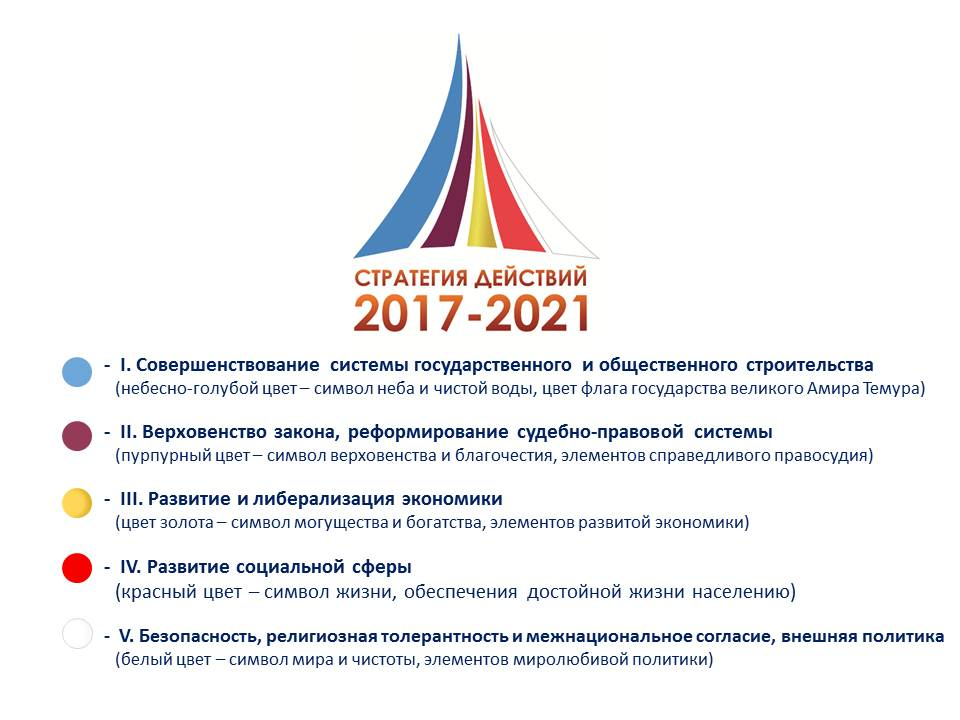 СТРАТЕГИЯ ДЕЙСТВИЙ
2017-2021
- I. Совершенствование системы государственного и общественного строительства
(небесно-голубой цвет – символ неба и чистой воды, цвет флага государства великого Амира Темура)
- II. Верховенство закона, реформирование судебно-правовой системы
(пурпурный цвет – символ верховенства и благочестия, элементов справедливого правосудия)
- III. Развитие и либерализация экономики
(цвет золота – символ могущества и богатства, элементов развитой экономики)
- IV. Развитие социальной сферы
(красный цвет – символ жизни, обеспечения достойной жизни населению)
- V. Безопасность, религиозная толерантность и межнациональное согласие, внешняя политика
(белый цвет – символ мира и чистоты, элементов миролюбивой политики)